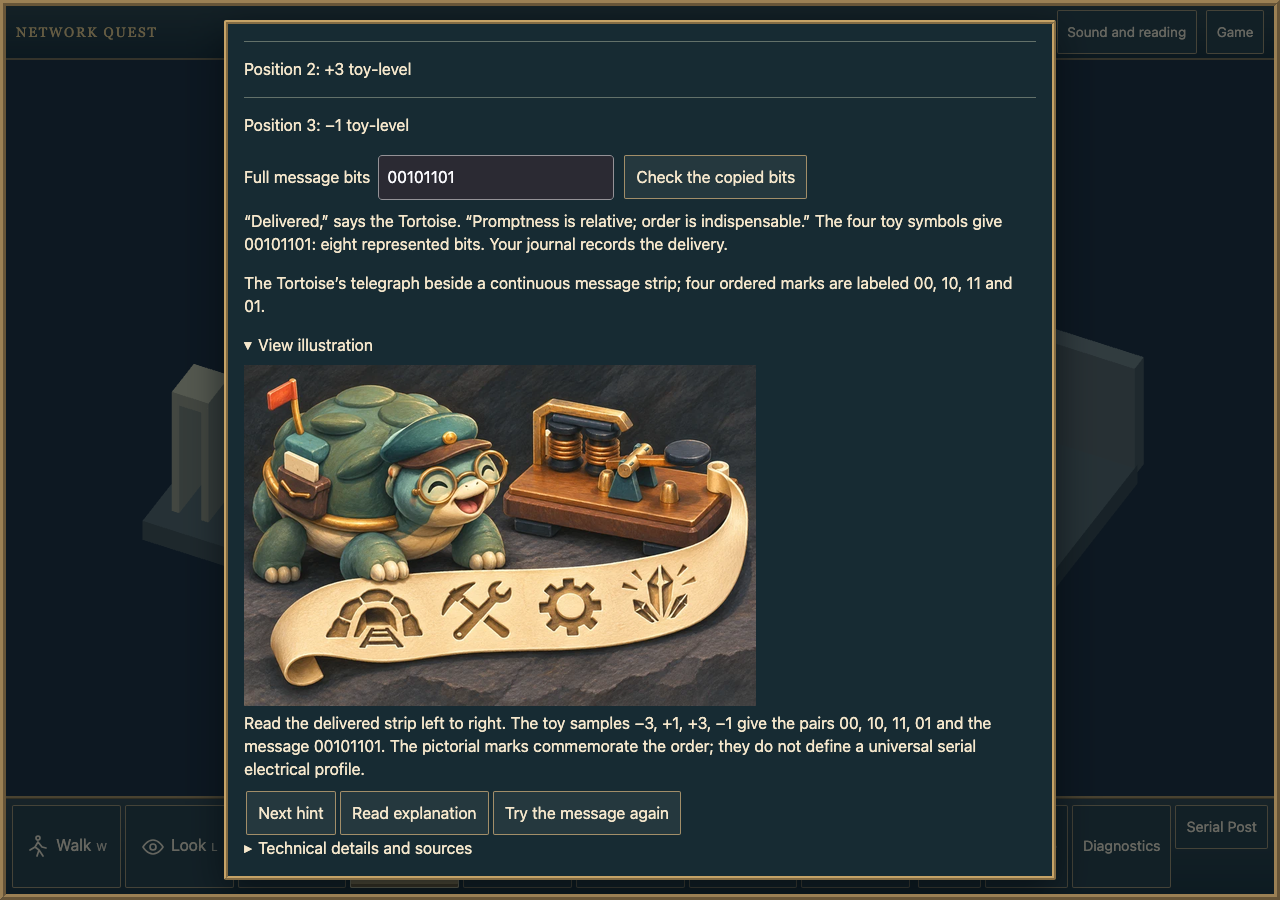 NETWORK QUEST
Sound and reading
Game
Position 2: +3 toy-level
Position 3: −1 toy-level
Full message bits
00101101
Check the copied bits
“Delivered,” says the Tortoise. “Promptness is relative; order is indispensable.” The four toy symbols give
00101101: eight represented bits. Your journal records the delivery.
The Tortoise’s telegraph beside a continuous message strip; four ordered marks are labeled 00, 10, 11 and
01.
▾ View illustration
Read the delivered strip left to right. The toy samples −3, +1, +3, −1 give the pairs 00, 10, 11, 01 and the
message 00101101. The pictorial marks commemorate the order; they do not define a universal serial
electrical profile.
Next hint
Read explanation
Try the message again
▸ Technical details and sources
Walk W
Look L
Diagnostics
Serial Post